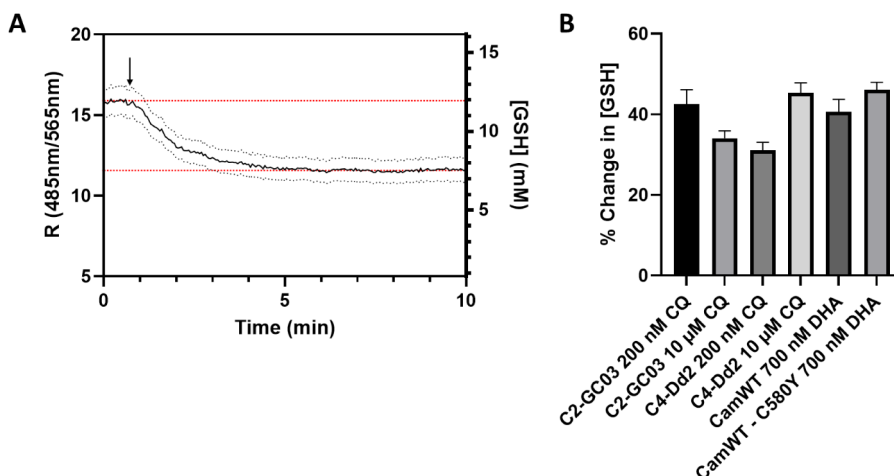 A
R (485nm/565nm)
20
15
10
5
0
5
10
Time (min)
15
10
5
[GSH] (mM)
B
% Change in [GSH]
60
40
20
0
C2-GC03 200 nM CQ
C2-GC03 10 µM CQ
C4-Dd2 200 nM CQ
C4-Dd2 10 µM CQ
CamWT 700 nM DHA
CamWT - C580Y 700 nM DHA